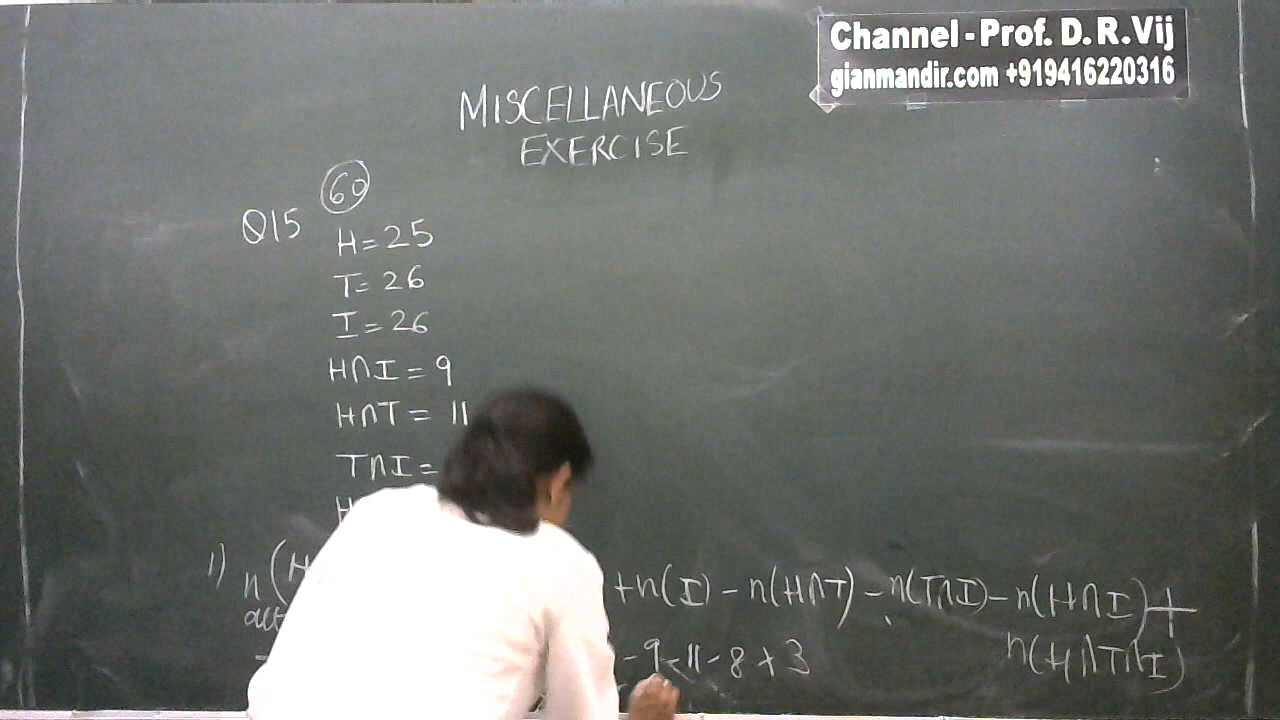 Channel - Prof. D. R. Vij
gianmandir.com +919416220316
MISCELLANEOUS
EXERCISE
60
Q15
H = 25
T = 26
I = 26
H∩I = 9
H∩T = 11
T∩I =
H
1) n(H + n(I) - n(H∩T) - n(T∩I) - n(H∩I) +
n(H∩T∩I)
- 9 - 11 - 8 + 3